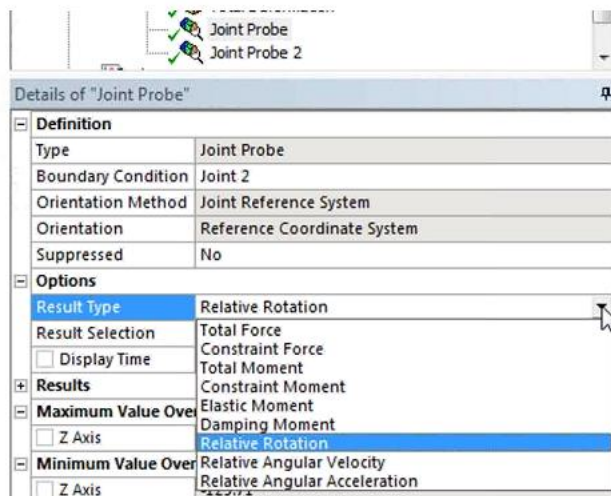 Joint Probe
Joint Probe 2
Details of "Joint Probe"
Definition
Type Joint Probe
Boundary Condition Joint 2
Orientation Method Joint Reference System
Orientation Reference Coordinate System
Suppressed No
Options
Result Type Relative Rotation
Result Selection Total Force
Constraint Force
Display Time Total Moment
Constraint Moment
Results Elastic Moment
Maximum Value Over Damping Moment
Z Axis Relative Rotation
Minimum Value Over Relative Angular Velocity
Z Axis Relative Angular Acceleration